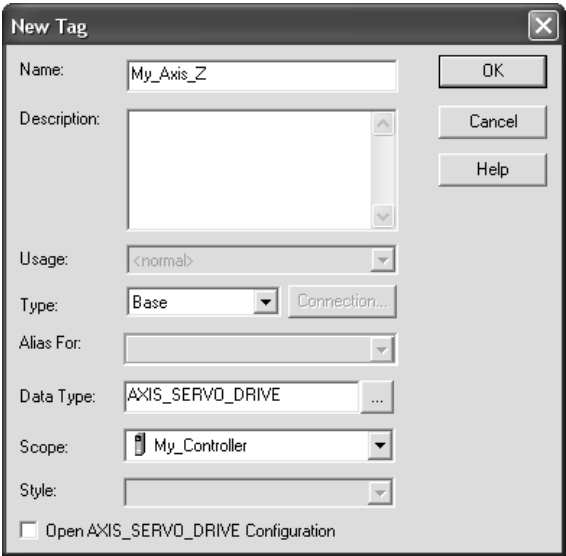 New Tag
Name: My_Axis_Z OK
Description: Cancel
Help
Usage: <normal>
Type: Base Connection...
Alias For:
Data Type: AXIS_SERVO_DRIVE ...
Scope: My_Controller
Style:
Open AXIS_SERVO_DRIVE Configuration